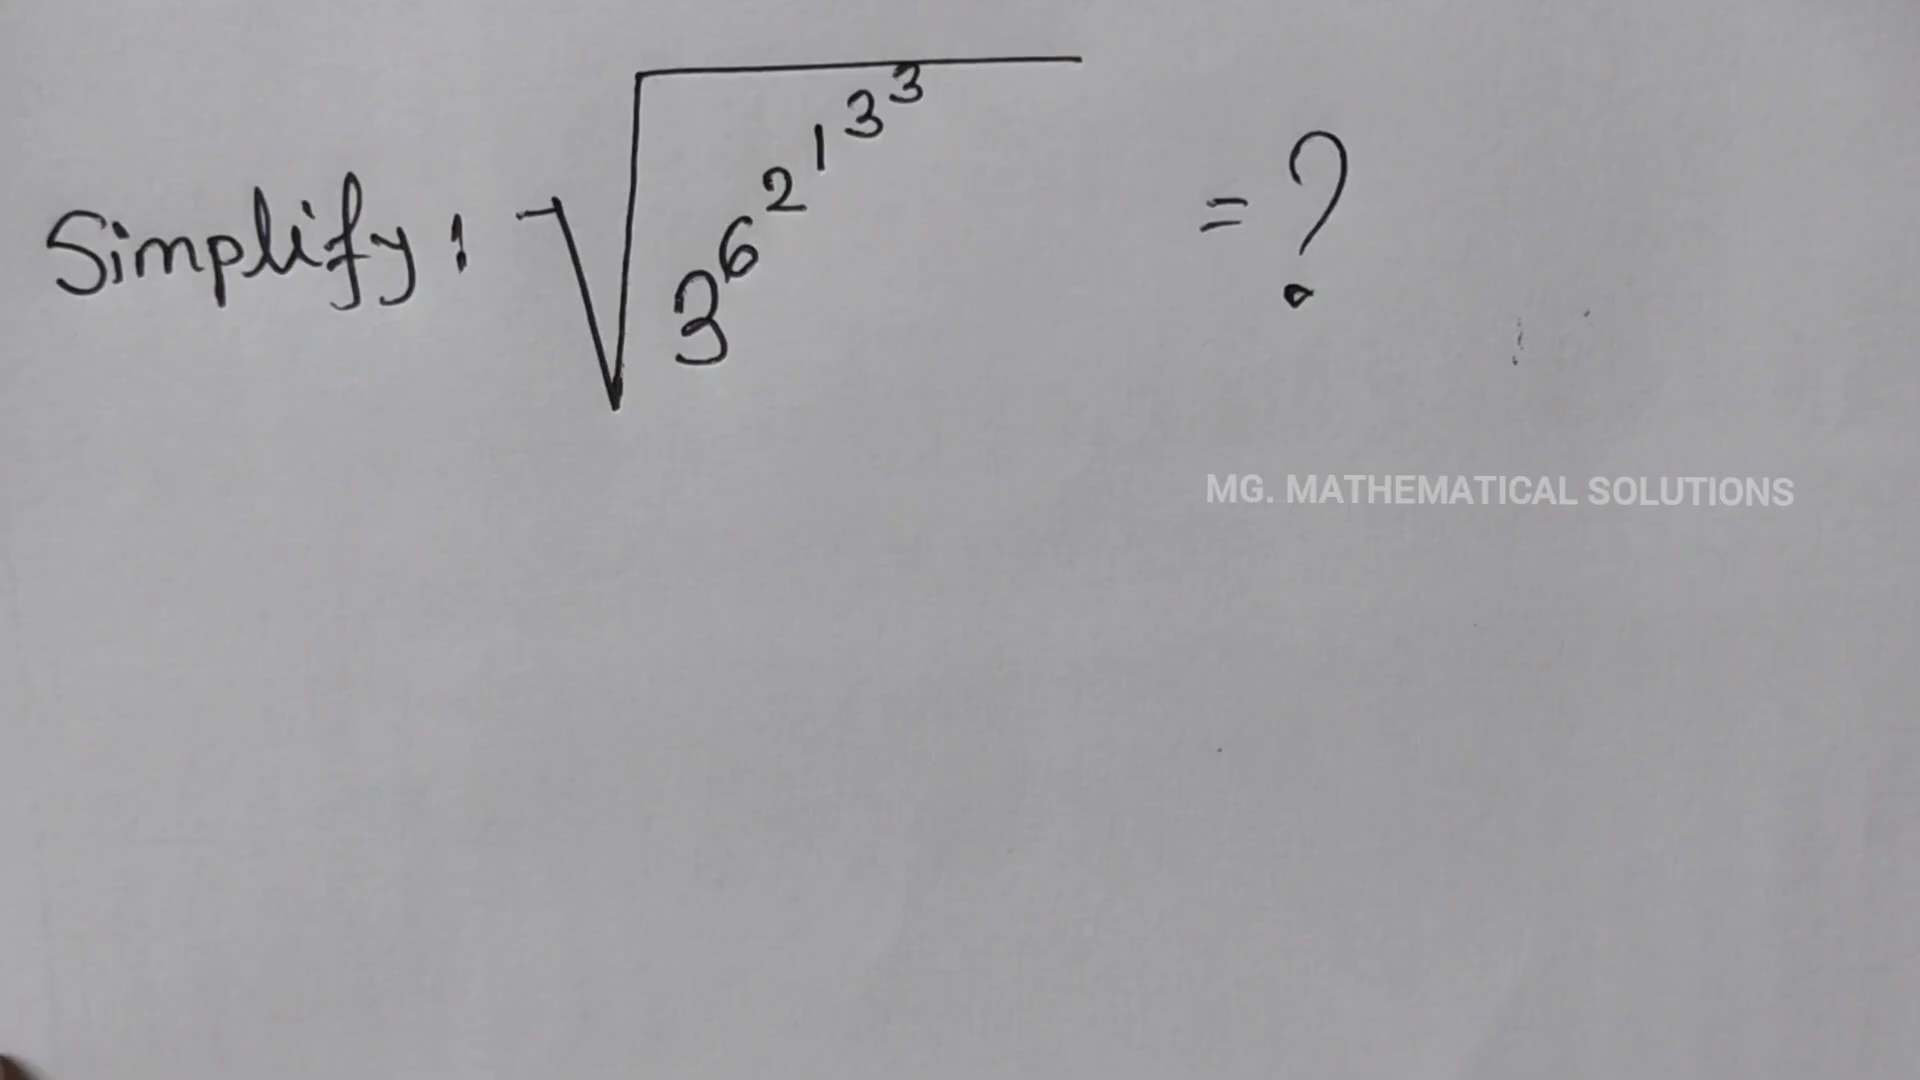 Simplify: √3^6^2^1^3^3 = ?
MG. MATHEMATICAL SOLUTIONS